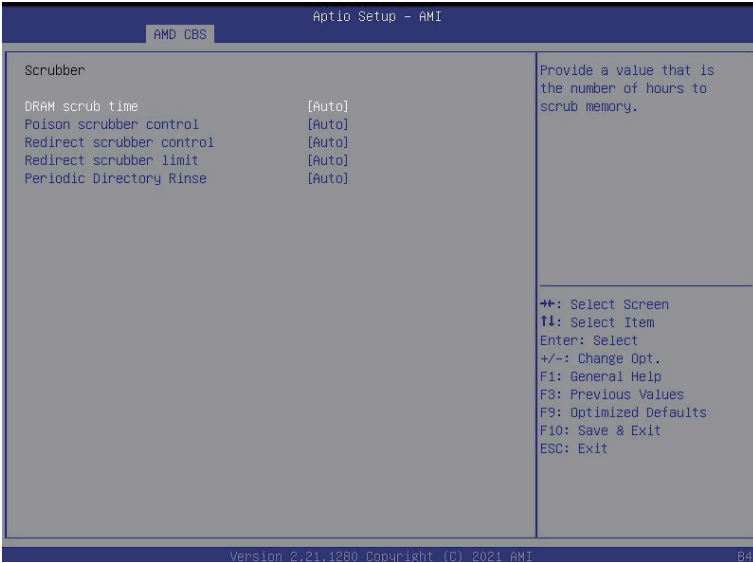 Aptio Setup – AMI
AMD CBS
Scrubber
DRAM scrub time [Auto]
Poison scrubber control [Auto]
Redirect scrubber control [Auto]
Redirect scrubber limit [Auto]
Periodic Directory Rinse [Auto]
Provide a value that is
the number of hours to
scrub memory.
→←: Select Screen
↑↓: Select Item
Enter: Select
+/-: Change Opt.
F1: General Help
F3: Previous Values
F9: Optimized Defaults
F10: Save & Exit
ESC: Exit
Version 2.21.1280 Copyright (C) 2021 AMI
B4